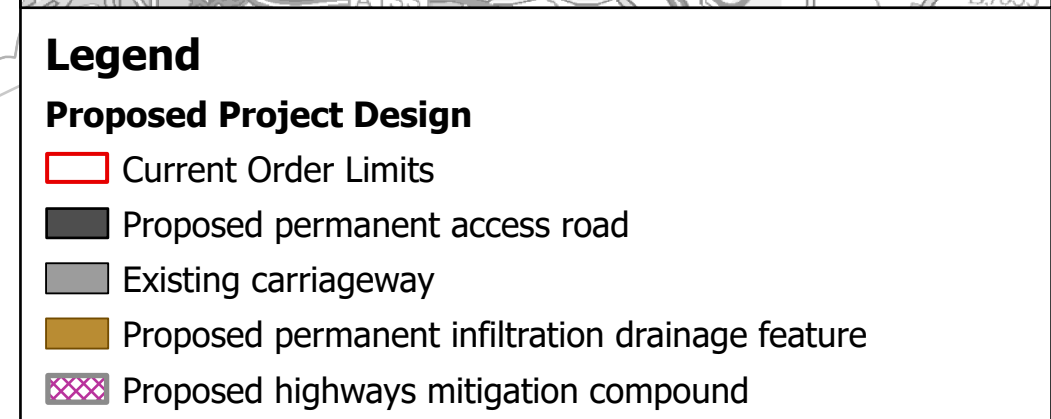 Legend
Proposed Project Design
Current Order Limits
Proposed permanent access road
Existing carriageway
Proposed permanent infiltration drainage feature
Proposed highways mitigation compound